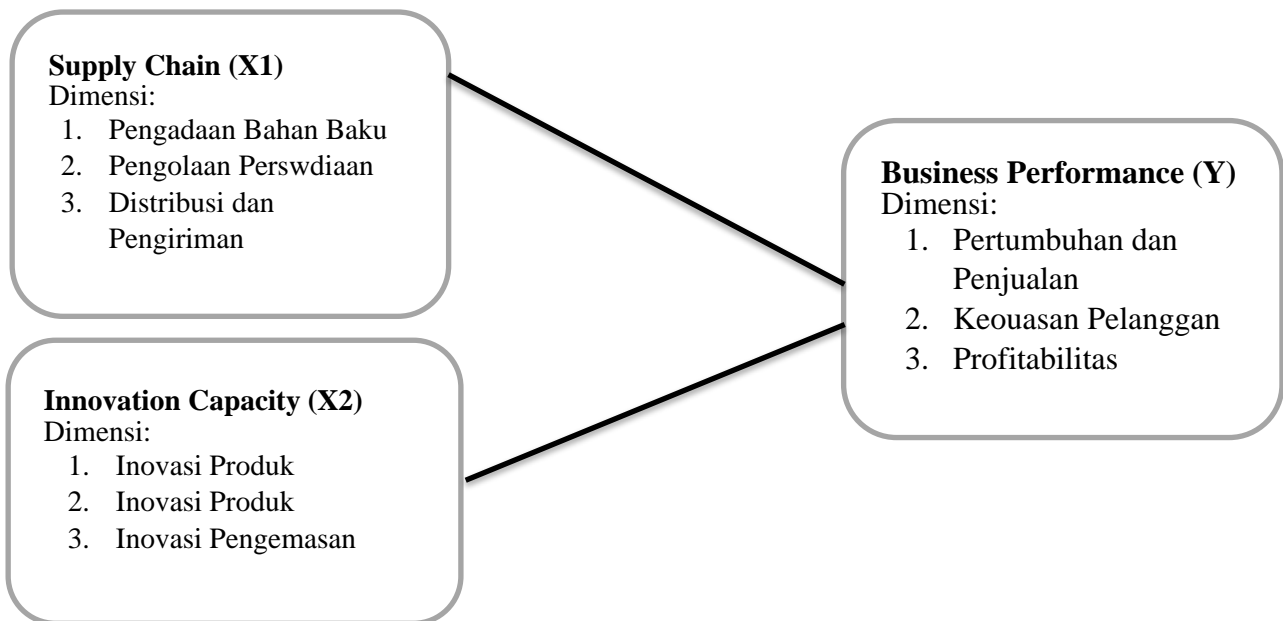 Supply Chain (X1)
Dimensi:
1. Pengadaan Bahan Baku
2. Pengolaan Perswdiaan
3. Distribusi dan
Pengiriman
Business Performance (Y)
Dimensi:
1. Pertumbuhan dan
Penjualan
2. Keouasan Pelanggan
3. Profitabilitas
Innovation Capacity (X2)
Dimensi:
1. Inovasi Produk
2. Inovasi Produk
3. Inovasi Pengemasan